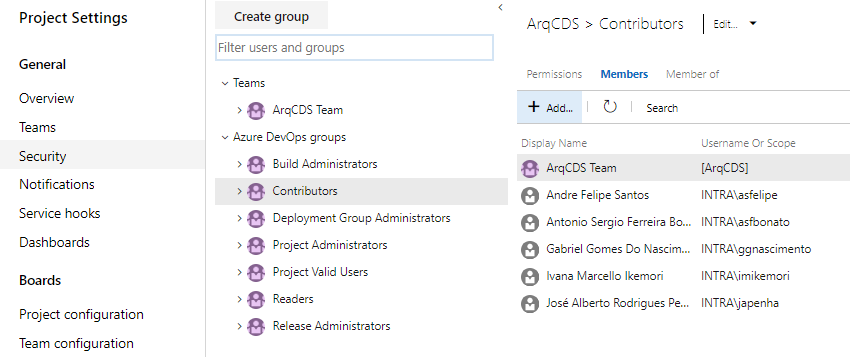 Project Settings
General
Overview
Teams
Security
Notifications
Service hooks
Dashboards
Boards
Project configuration
Team configuration
Create group
Filter users and groups
Teams
ArqCDS Team
Azure DevOps groups
Build Administrators
Contributors
Deployment Group Administrators
Project Administrators
Project Valid Users
Readers
Release Administrators
ArqCDS > Contributors Edit...
Permissions Members Member of
+ Add... Search
Display Name Username Or Scope
ArqCDS Team [ArqCDS]
Andre Felipe Santos INTRA\asfelipe
Antonio Sergio Ferreira Bo... INTRA\asfbonato
Gabriel Gomes Do Nascim... INTRA\ggnascimento
Ivana Marcello Ikemori INTRA\imikemori
José Alberto Rodrigues Pe... INTRA\japenha